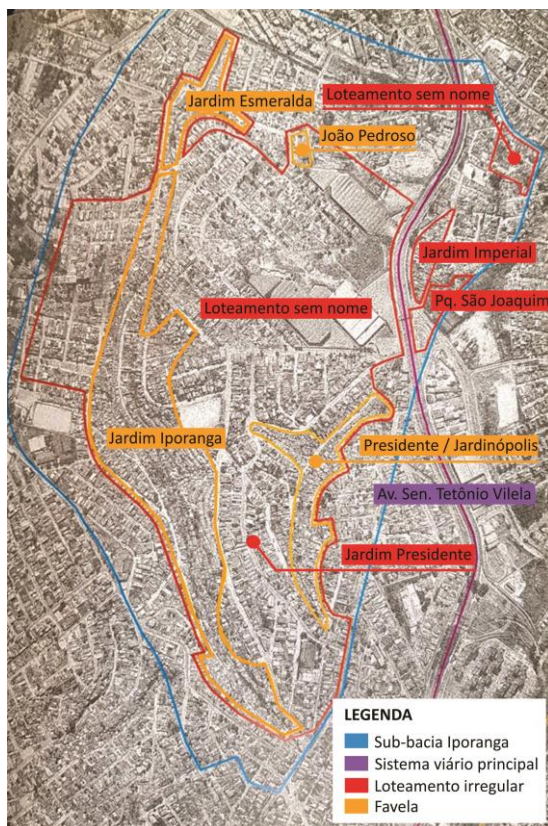 Loteamento sem nome
Jardim Esmeralda
João Pedroso
Jardim Imperial
Pq. São Joaquim
Loteamento sem nome
Jardim Iporanga
Presidente / Jardinópolis
Av. Sen. Tetônio Vilela
Jardim Presidente
LEGENDA
Sub-bacia Iporanga
Sistema viário principal
Loteamento irregular
Favela